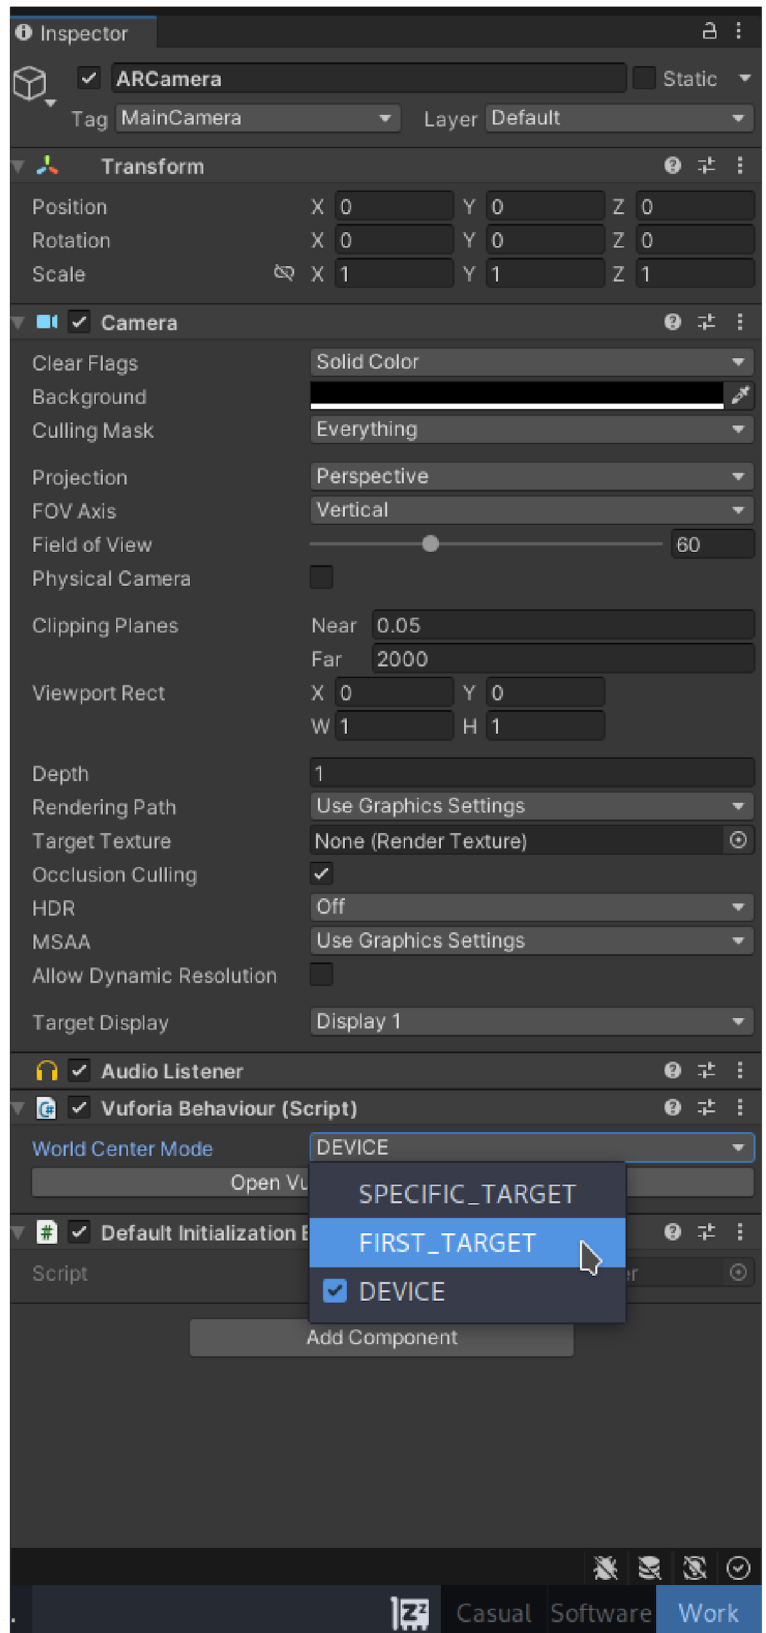 Inspector
ARCamera Static
Tag MainCamera Layer Default
Transform
Position X 0 Y 0 Z 0
Rotation X 0 Y 0 Z 0
Scale X 1 Y 1 Z 1
Camera
Clear Flags Solid Color
Background
Culling Mask Everything
Projection Perspective
FOV Axis Vertical
Field of View 60
Physical Camera
Clipping Planes Near 0.05
Far 2000
Viewport Rect X 0 Y 0
W 1 H 1
Depth 1
Rendering Path Use Graphics Settings
Target Texture None (Render Texture)
Occlusion Culling
HDR Off
MSAA Use Graphics Settings
Allow Dynamic Resolution
Target Display Display 1
Audio Listener
Vuforia Behaviour (Script)
World Center Mode DEVICE
Open Vu
SPECIFIC_TARGET
Default Initialization
FIRST_TARGET
Script
DEVICE
Add Component
Casual Software Work